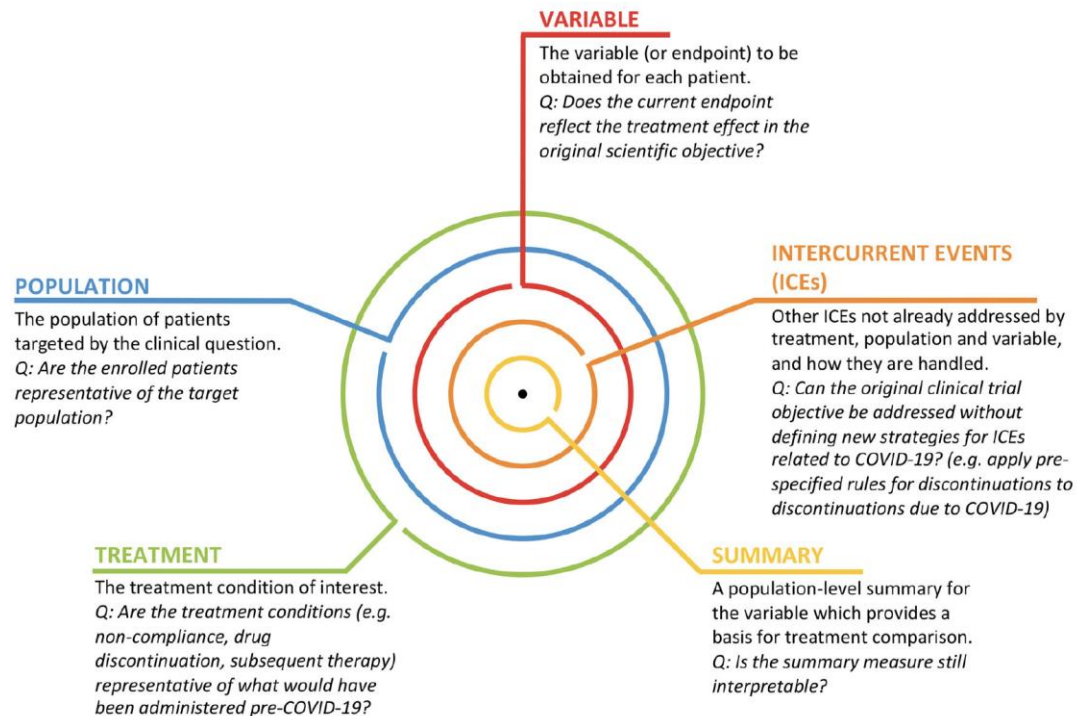 VARIABLE
The variable (or endpoint) to be
obtained for each patient.
Q: Does the current endpoint
reflect the treatment effect in the
original scientific objective?
INTERCURRENT EVENTS
(ICEs)
Other ICEs not already addressed by
treatment, population and variable,
and how they are handled.
Q: Can the original clinical trial
objective be addressed without
defining new strategies for ICEs
related to COVID-19? (e.g. apply pre-
specified rules for discontinuations to
discontinuations due to COVID-19)
POPULATION
The population of patients
targeted by the clinical question.
Q: Are the enrolled patients
representative of the target
population?
TREATMENT
The treatment condition of interest.
Q: Are the treatment conditions (e.g.
non-compliance, drug
discontinuation, subsequent therapy)
representative of what would have
been administered pre-COVID-19?
SUMMARY
A population-level summary for
the variable which provides a
basis for treatment comparison.
Q: Is the summary measure still
interpretable?